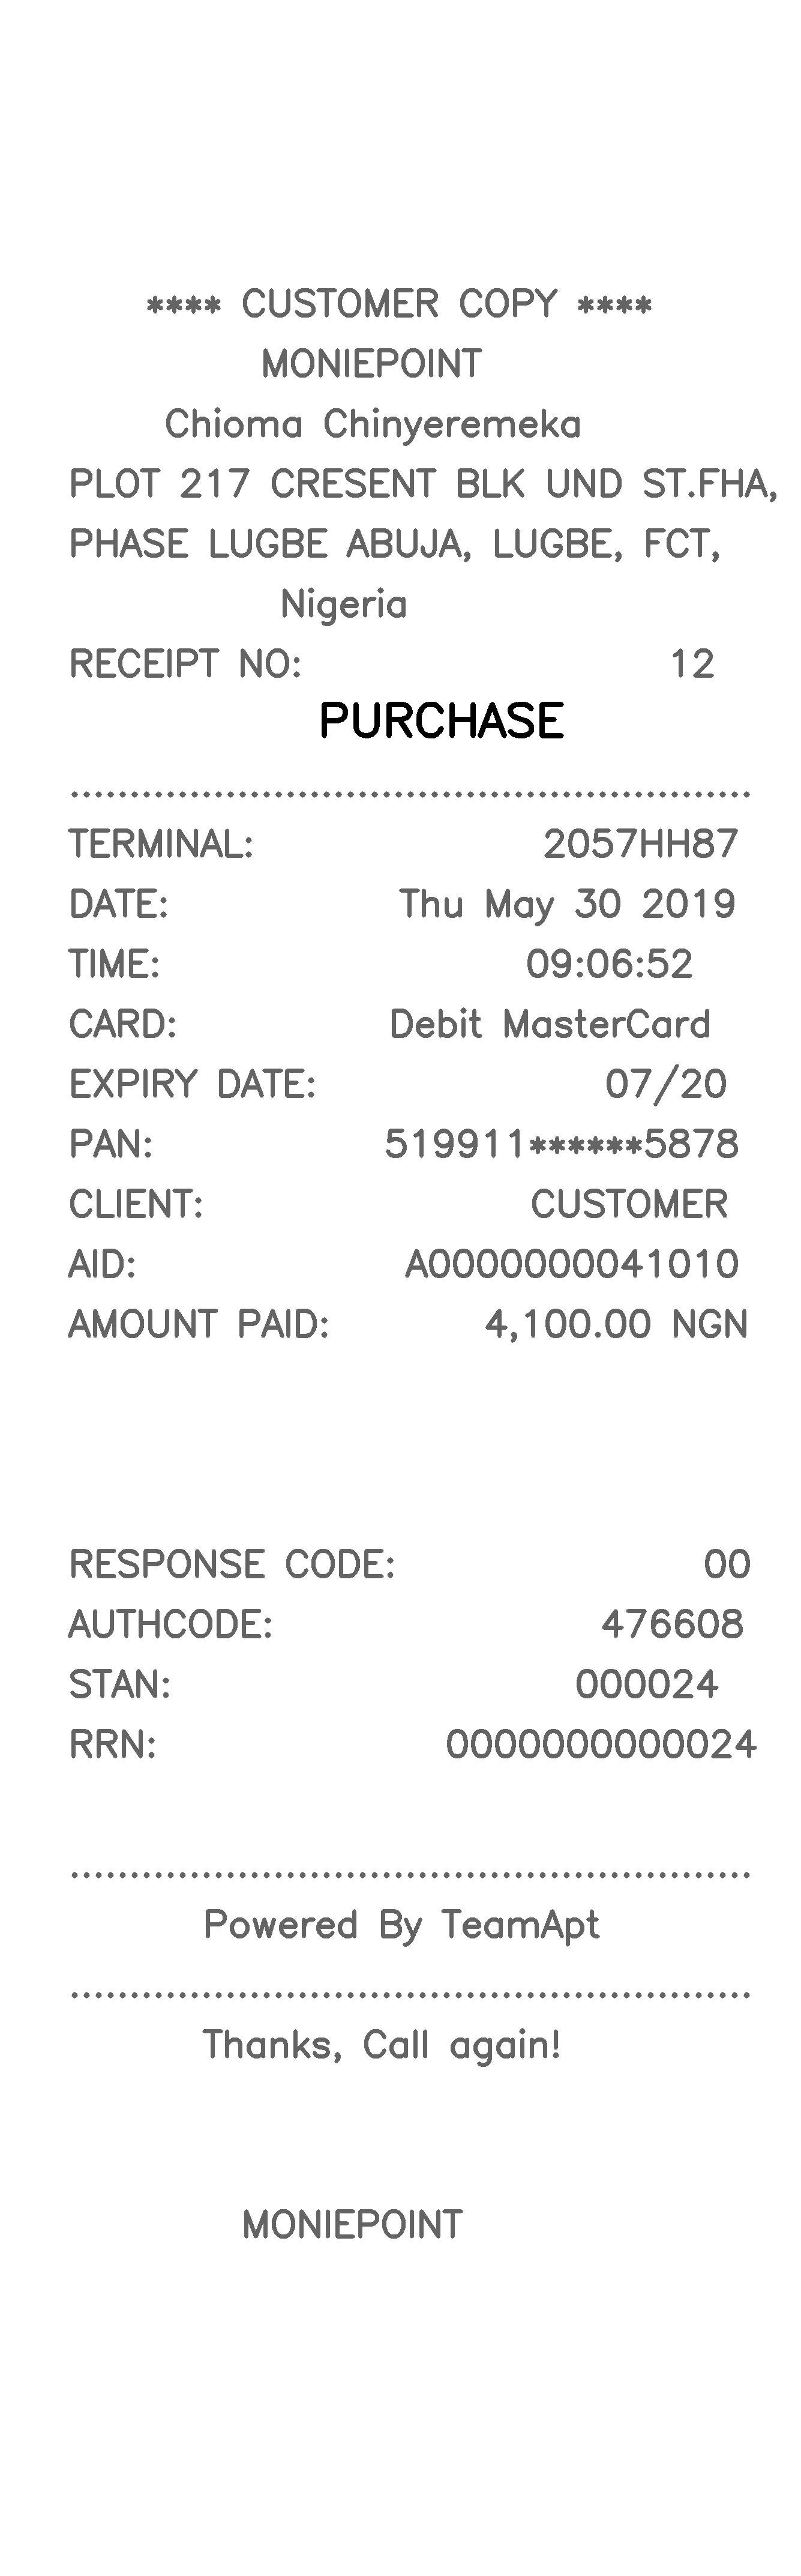 **** CUSTOMER COPY ****
MONIEPOINT
Chioma Chinyeremeka
PLOT 217 CRESENT BLK UND ST.FHA,
PHASE LUGBE ABUJA, LUGBE, FCT,
Nigeria
RECEIPT NO: 12
PURCHASE
.........................................................
TERMINAL: 2057HH87
DATE: Thu May 30 2019
TIME: 09:06:52
CARD: Debit MasterCard
EXPIRY DATE: 07/20
PAN: 519911******5878
CLIENT: CUSTOMER
AID: A0000000041010
AMOUNT PAID: 4,100.00 NGN
RESPONSE CODE: 00
AUTHCODE: 476608
STAN: 000024
RRN: 0000000000024
.........................................................
Powered By TeamApt
.........................................................
Thanks, Call again!
MONIEPOINT